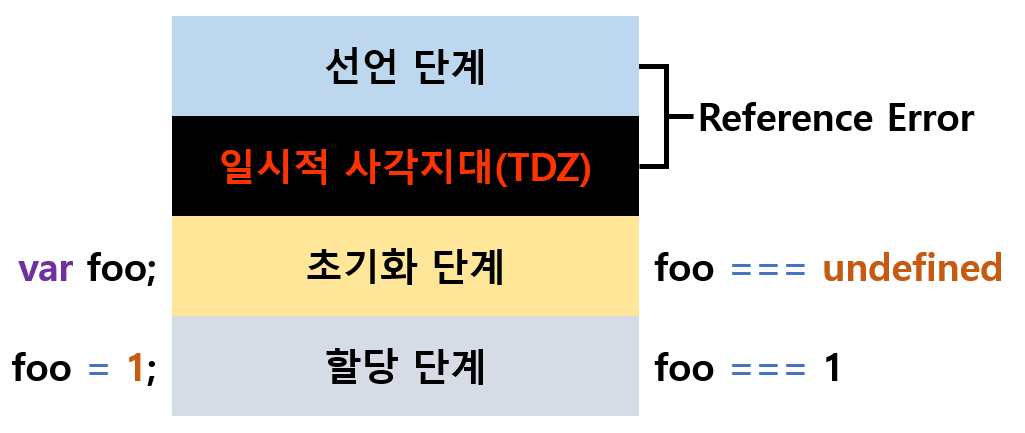 선언 단계
Reference Error
일시적 사각지대(TDZ)
var foo; 초기화 단계 foo === undefined
foo = 1; 할당 단계 foo === 1